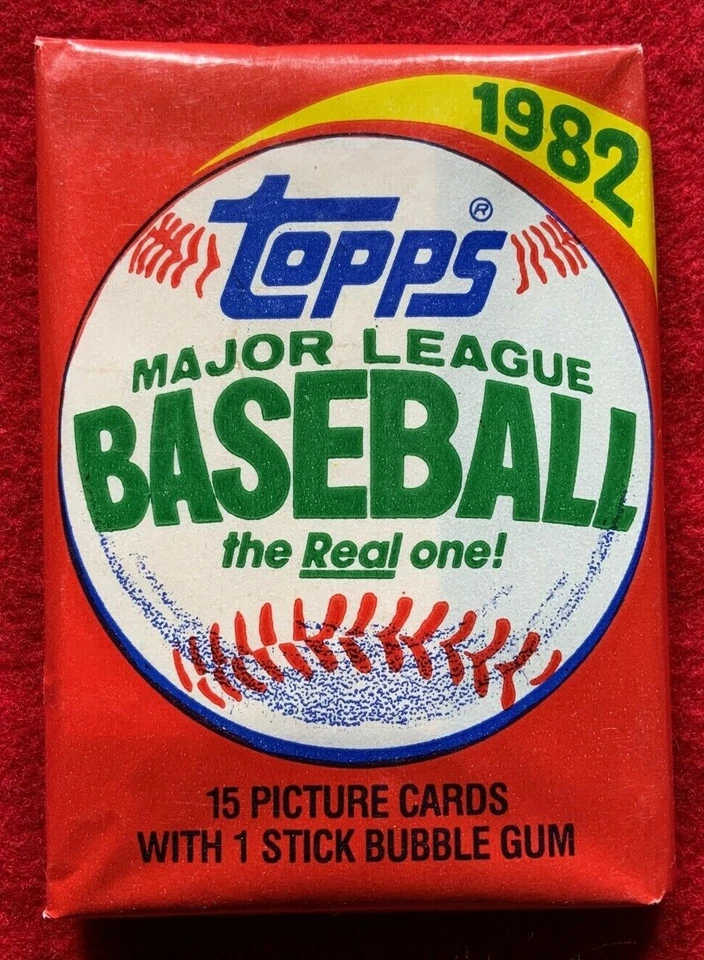 1982
Topps®
MAJOR LEAGUE
BASEBALL
the Real one!
15 PICTURE CARDS
WITH 1 STICK BUBBLE GUM